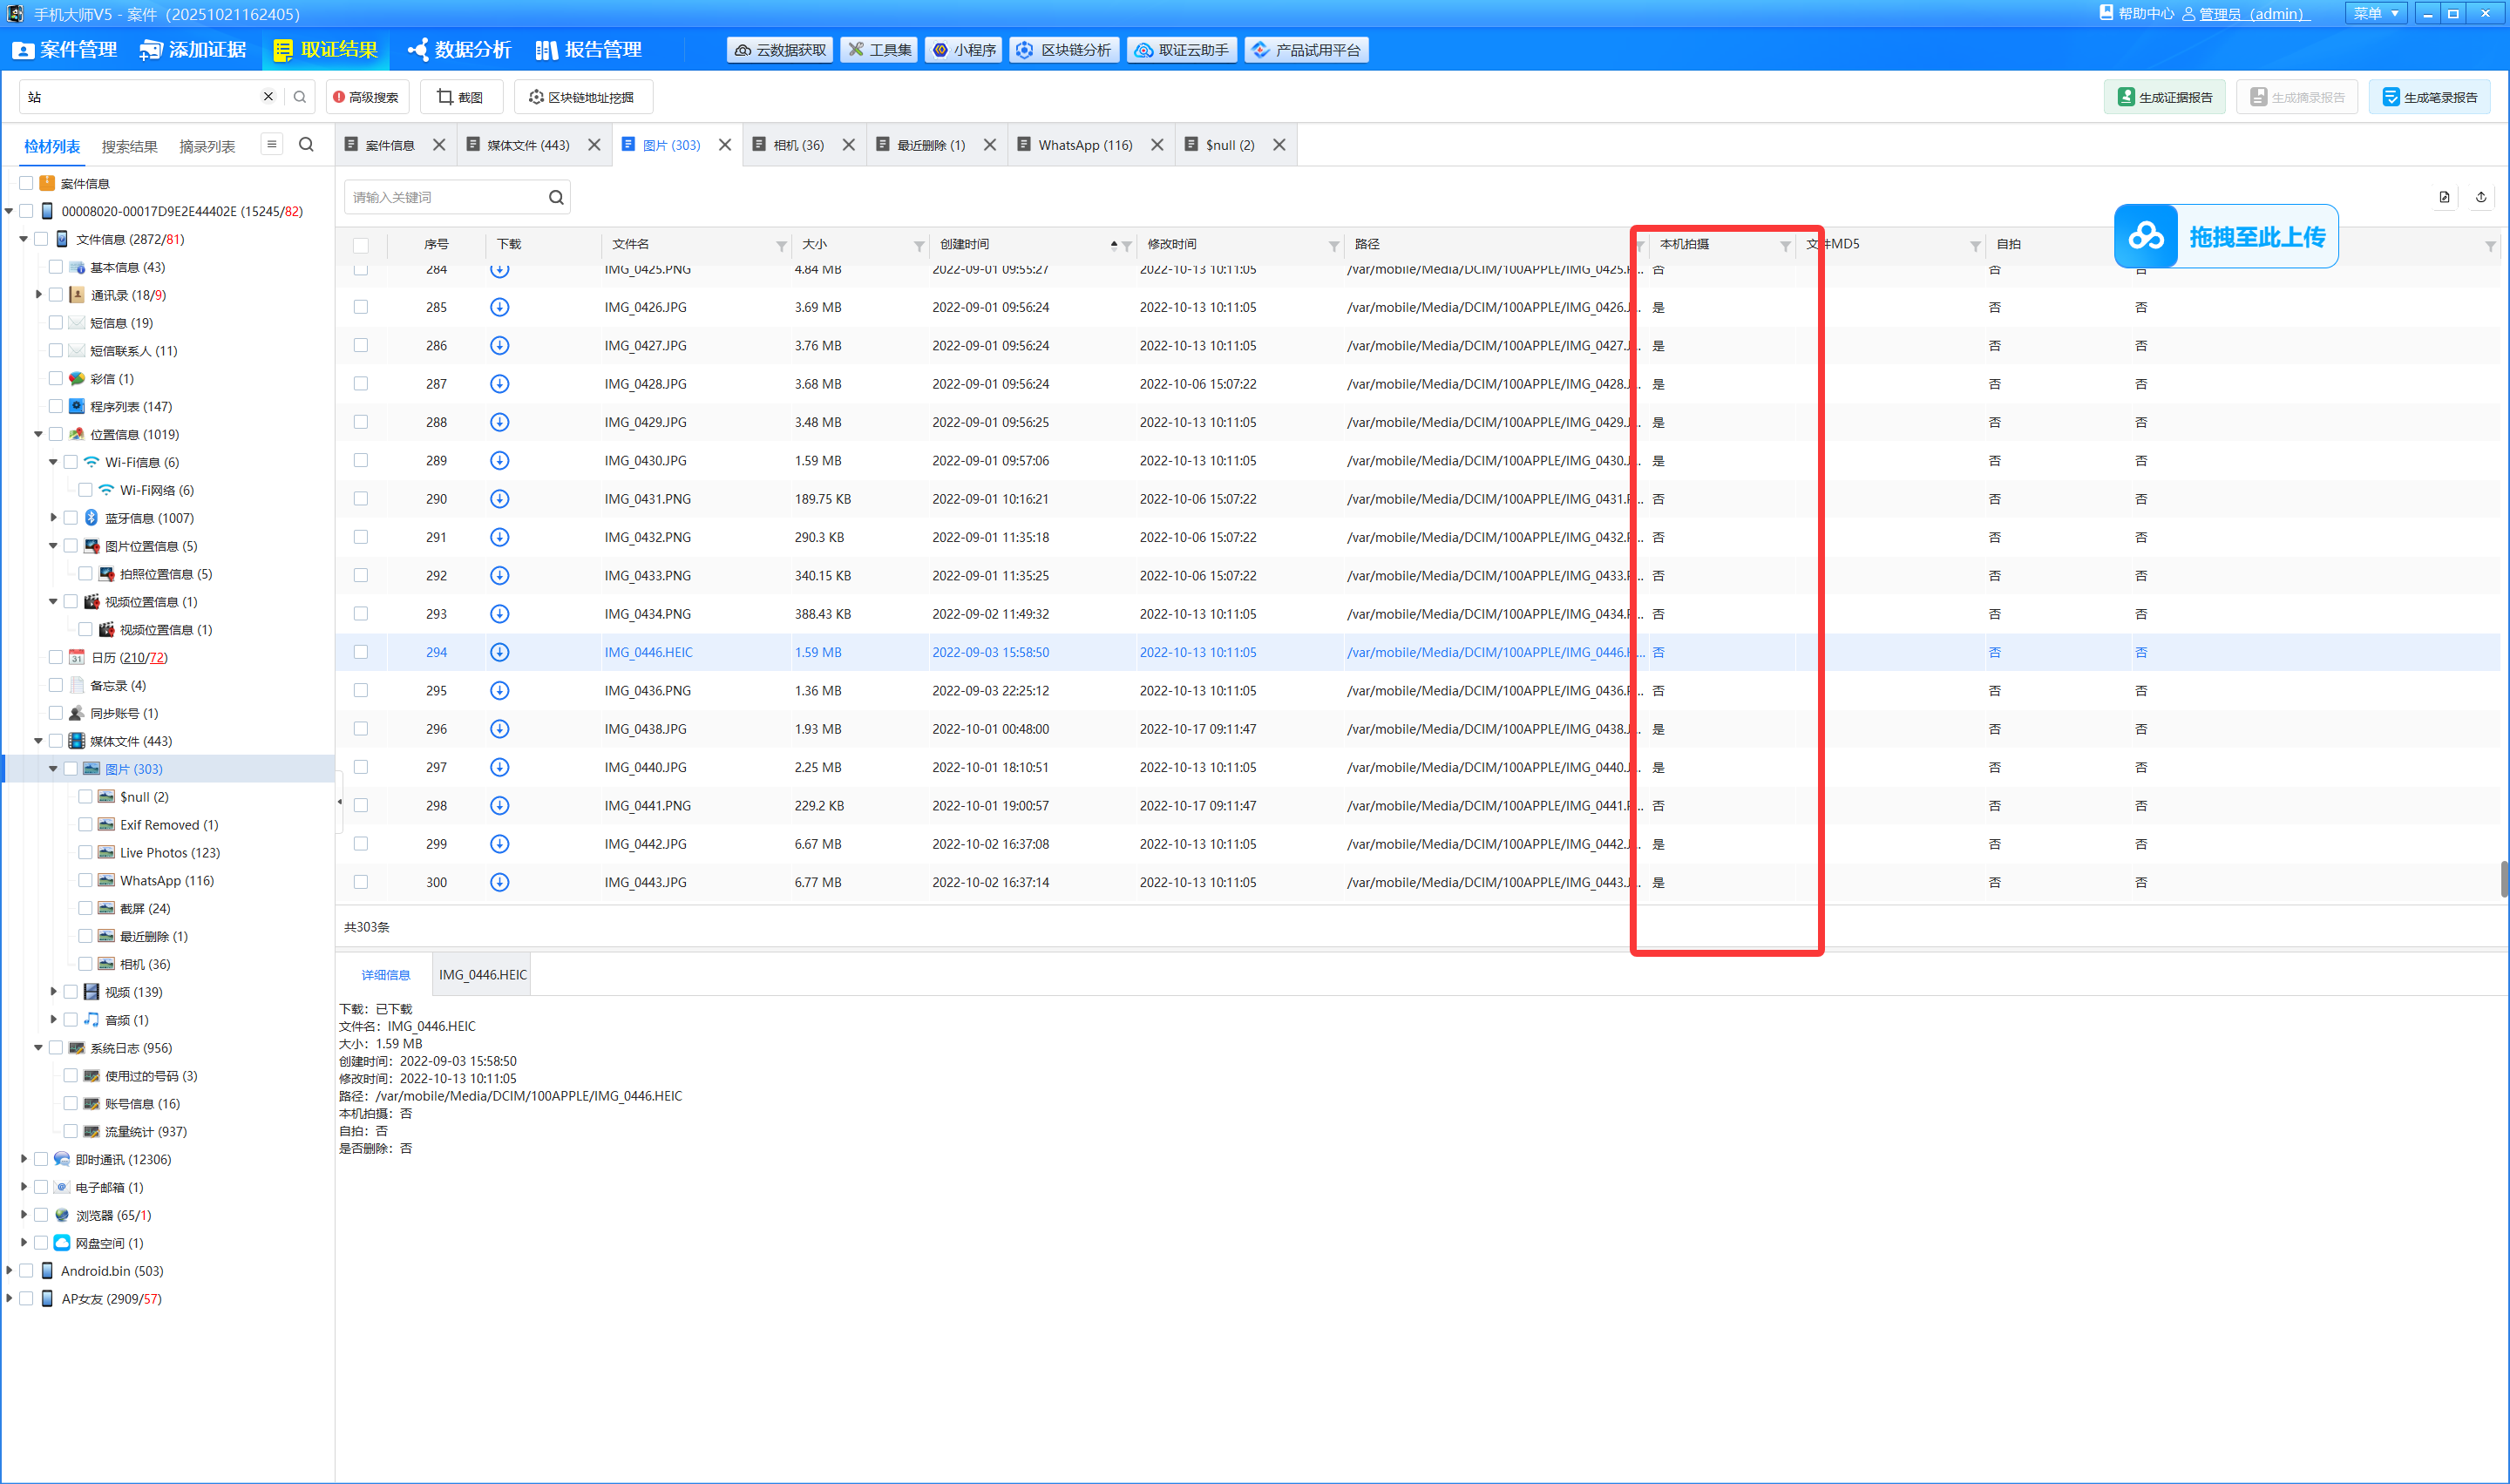 手机大师V5 - 案件（20251021162405）
帮助中心 管理员（admin） 菜单
案件管理 添加证据 取证结果 数据分析 报告管理 云数据获取 工具集 小程序 区块链分析 取证云助手 产品试用平台
站 高级搜索 截图 区块链地址挖掘 生成证据报告 生成摘录报告 生成笔录报告
检材列表 搜索结果 摘录列表
案件信息 媒体文件 (443) 图片 (303) 相机 (36) 最近删除 (1) WhatsApp (116) $null (2)
案件信息
00008020-00017D9E2E44402E (15245/82)
文件信息 (2872/81)
基本信息 (43)
通讯录 (18/9)
短信息 (19)
短信联系人 (11)
彩信 (1)
程序列表 (147)
位置信息 (1019)
Wi-Fi信息 (6)
Wi-Fi网络 (6)
蓝牙信息 (1007)
图片位置信息 (5)
拍照位置信息 (5)
视频位置信息 (1)
视频位置信息 (1)
日历 (210/72)
备忘录 (4)
同步账号 (1)
媒体文件 (443)
图片 (303)
$null (2)
Exif Removed (1)
Live Photos (123)
WhatsApp (116)
截屏 (24)
最近删除 (1)
相机 (36)
视频 (139)
音频 (1)
系统日志 (956)
使用过的号码 (3)
账号信息 (16)
流量统计 (937)
即时通讯 (12306)
电子邮箱 (1)
浏览器 (65/1)
网盘空间 (1)
Android.bin (503)
AP女友 (2909/57)
请输入关键词
拖拽至此上传
序号 下载 文件名 大小 创建时间 修改时间 路径 本机拍摄 文件MD5 自拍
284 IMG_0425.PNG 4.84 MB 2022-09-01 09:55:27 2022-10-13 10:11:05 /var/mobile/Media/DCIM/100APPLE/IMG_0425.P... 否 否 否
285 IMG_0426.JPG 3.69 MB 2022-09-01 09:56:24 2022-10-13 10:11:05 /var/mobile/Media/DCIM/100APPLE/IMG_0426.J... 是 否 否
286 IMG_0427.JPG 3.76 MB 2022-09-01 09:56:24 2022-10-13 10:11:05 /var/mobile/Media/DCIM/100APPLE/IMG_0427.J... 是 否 否
287 IMG_0428.JPG 3.68 MB 2022-09-01 09:56:24 2022-10-06 15:07:22 /var/mobile/Media/DCIM/100APPLE/IMG_0428.J... 是 否 否
288 IMG_0429.JPG 3.48 MB 2022-09-01 09:56:25 2022-10-13 10:11:05 /var/mobile/Media/DCIM/100APPLE/IMG_0429.J... 是 否 否
289 IMG_0430.JPG 1.59 MB 2022-09-01 09:57:06 2022-10-13 10:11:05 /var/mobile/Media/DCIM/100APPLE/IMG_0430.J... 是 否 否
290 IMG_0431.PNG 189.75 KB 2022-09-01 10:16:21 2022-10-06 15:07:22 /var/mobile/Media/DCIM/100APPLE/IMG_0431.P... 否 否 否
291 IMG_0432.PNG 290.3 KB 2022-09-01 11:35:18 2022-10-06 15:07:22 /var/mobile/Media/DCIM/100APPLE/IMG_0432.P... 否 否 否
292 IMG_0433.PNG 340.15 KB 2022-09-01 11:35:25 2022-10-06 15:07:22 /var/mobile/Media/DCIM/100APPLE/IMG_0433.P... 否 否 否
293 IMG_0434.PNG 388.43 KB 2022-09-02 11:49:32 2022-10-13 10:11:05 /var/mobile/Media/DCIM/100APPLE/IMG_0434.P... 否 否 否
294 IMG_0446.HEIC 1.59 MB 2022-09-03 15:58:50 2022-10-13 10:11:05 /var/mobile/Media/DCIM/100APPLE/IMG_0446.H... 否 否 否
295 IMG_0436.PNG 1.36 MB 2022-09-03 22:25:12 2022-10-13 10:11:05 /var/mobile/Media/DCIM/100APPLE/IMG_0436.P... 否 否 否
296 IMG_0438.JPG 1.93 MB 2022-10-01 00:48:00 2022-10-17 09:11:47 /var/mobile/Media/DCIM/100APPLE/IMG_0438.J... 是 否 否
297 IMG_0440.JPG 2.25 MB 2022-10-01 18:10:51 2022-10-13 10:11:05 /var/mobile/Media/DCIM/100APPLE/IMG_0440.J... 是 否 否
298 IMG_0441.PNG 229.2 KB 2022-10-01 19:00:57 2022-10-17 09:11:47 /var/mobile/Media/DCIM/100APPLE/IMG_0441.P... 否 否 否
299 IMG_0442.JPG 6.67 MB 2022-10-02 16:37:08 2022-10-13 10:11:05 /var/mobile/Media/DCIM/100APPLE/IMG_0442.J... 是 否 否
300 IMG_0443.JPG 6.77 MB 2022-10-02 16:37:14 2022-10-13 10:11:05 /var/mobile/Media/DCIM/100APPLE/IMG_0443.J... 是 否 否
共303条
详细信息 IMG_0446.HEIC
下载：已下载
文件名：IMG_0446.HEIC
大小：1.59 MB
创建时间：2022-09-03 15:58:50
修改时间：2022-10-13 10:11:05
路径：/var/mobile/Media/DCIM/100APPLE/IMG_0446.HEIC
本机拍摄：否
自拍：否
是否删除：否